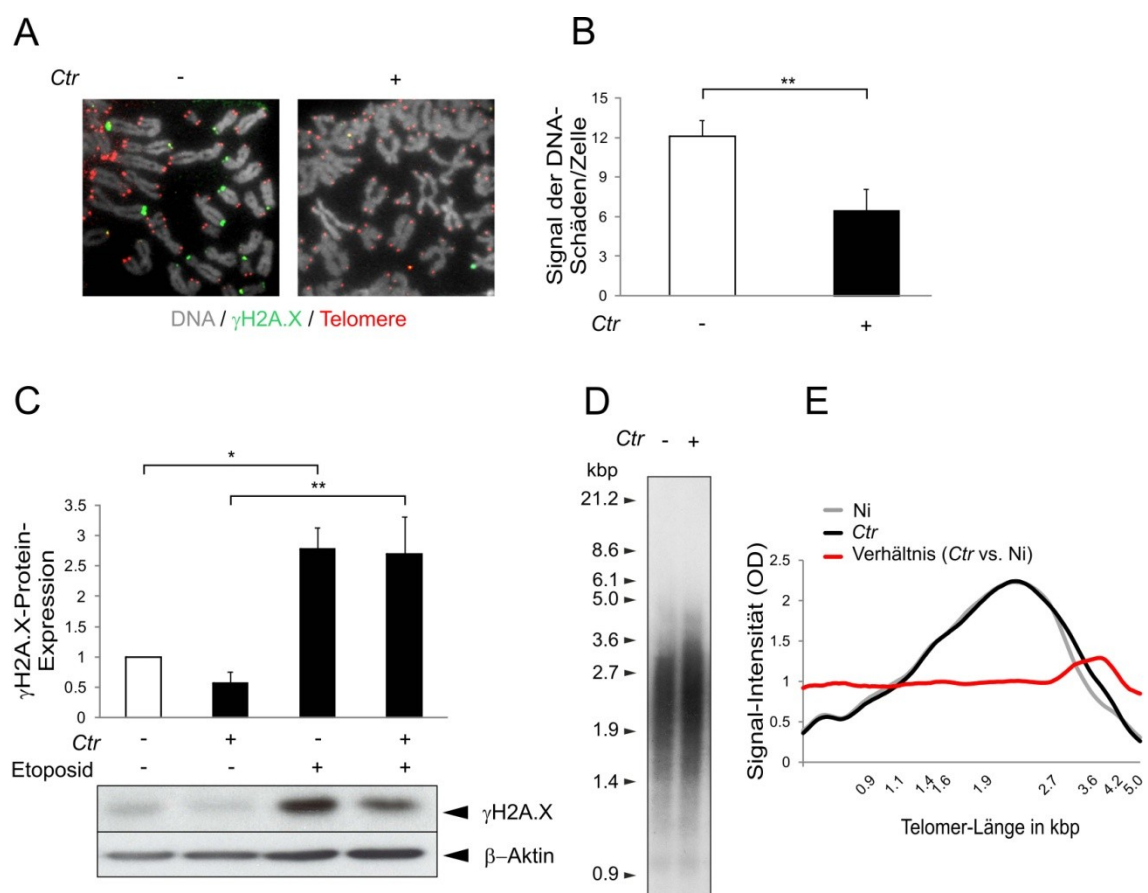 A
Ctr - +
DNA / γH2A.X / Telomere
B
**
Signal der DNA-
Schäden/Zelle
15
12
9
6
3
0
Ctr - +
C
*
**
γH2A.X-Protein-
Expression
3.5
3
2.5
2
1.5
1
0.5
0
Ctr - + - +
Etoposid - - + +
γH2A.X
β–Aktin
D
Ctr - +
kbp
21.2
8.6
6.1
5.0
3.6
2.7
1.9
1.4
0.9
E
Ni
Ctr
Verhältnis (Ctr vs. Ni)
Signal-Intensität (OD)
2.5
2
1.5
1
0.5
0
0.9 1.1 1.4 1.6 1.9 2.7 3.6 4.2 5.0
Telomer-Länge in kbp